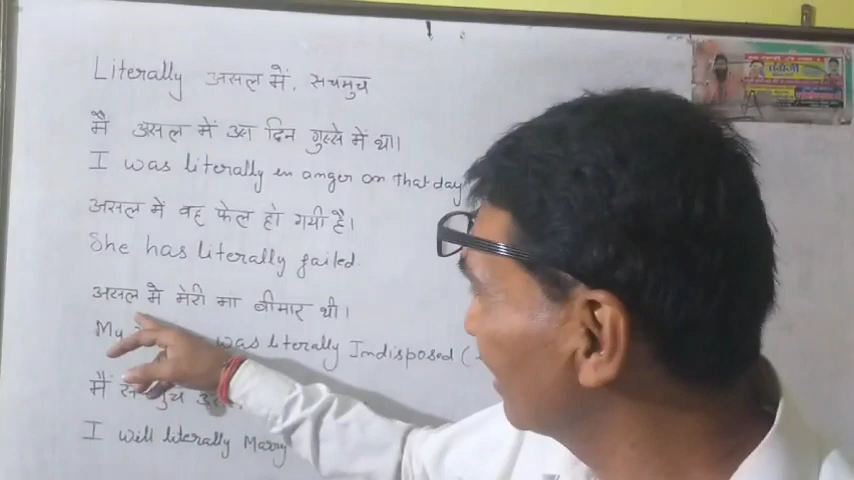 Literally असल में, सचमुच
मै असल में उस दिन गुस्से में था।
I was literally in anger on that day
असल में वह फेल हो गयी है।
She has literally failed.
असल मे मेरी मा बीमार थी।
My was literally Indisposed (
मैं
I will literally Marry